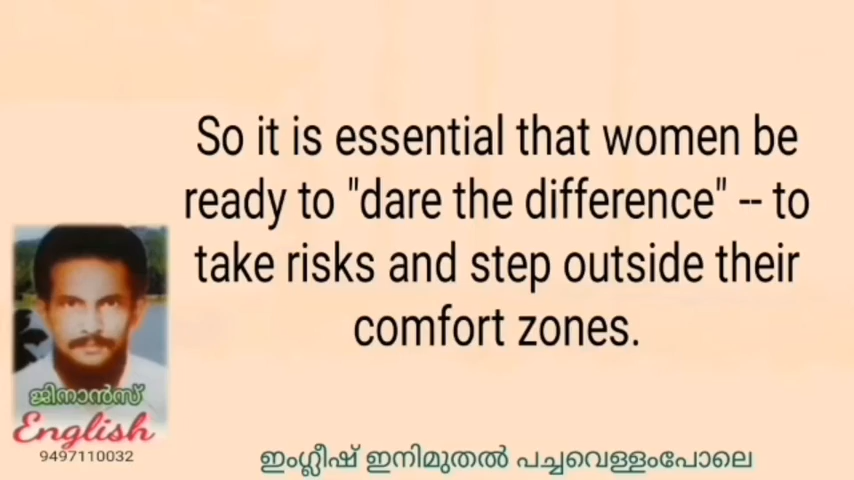 So it is essential that women be
ready to "dare the difference" -- to
take risks and step outside their
comfort zones.
ജിനാൻസ്
English
9497110032
ഇംഗ്ലീഷ് ഇനിമുതൽ പച്ചവെള്ളംപോലെ